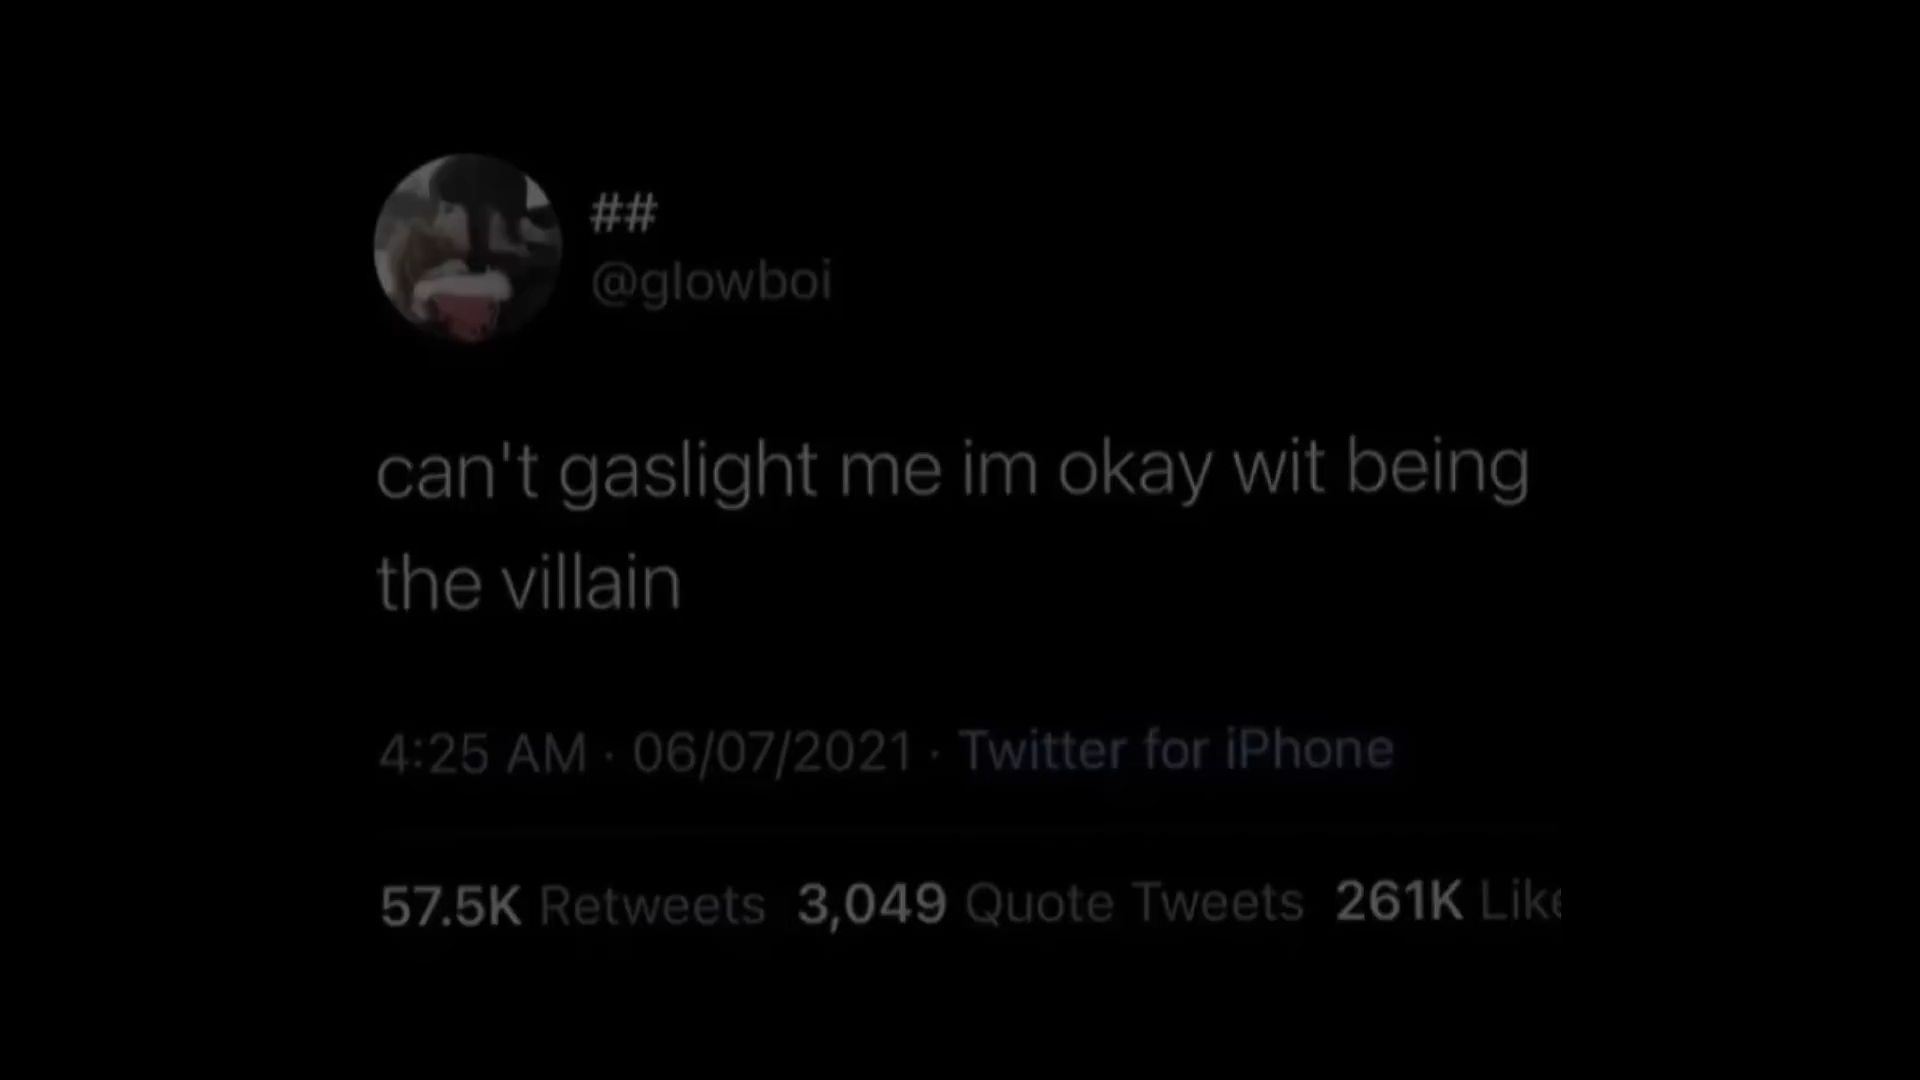 ##
@glowboi
can't gaslight me im okay wit being
the villain
4:25 AM · 06/07/2021 · Twitter for iPhone
57.5K Retweets 3,049 Quote Tweets 261K Like